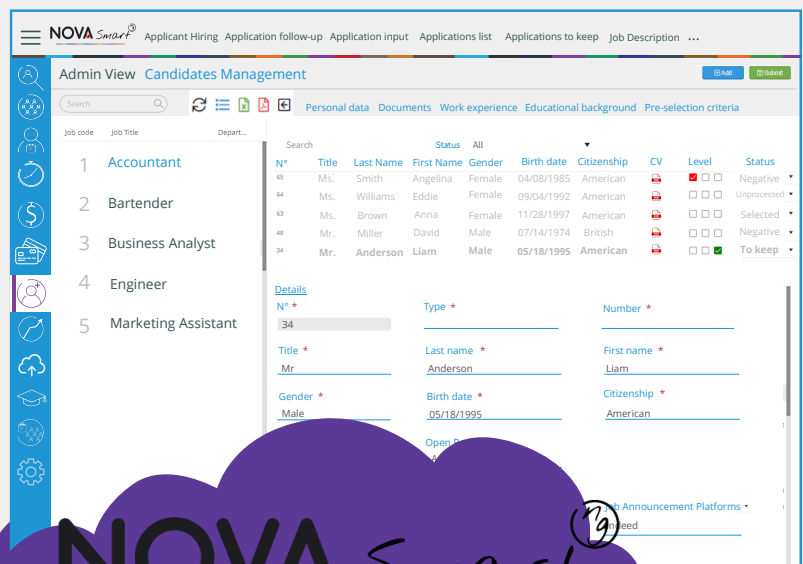 NOVA Smart 3 Applicant Hiring Application follow-up Application input Applications list Applications to keep Job Description ...
Admin View Candidates Management Add Submit
Search Personal data Documents Work experience Educational background Pre-selection criteria
Job code Job Title Depart...
1 Accountant
2 Bartender
3 Business Analyst
4 Engineer
5 Marketing Assistant
Search Status All
N° Title Last Name First Name Gender Birth date Citizenship CV Level Status
65 Ms. Smith Angelina Female 04/08/1985 American Negative
64 Ms. Williams Eddie Female 09/04/1992 American Unprocessed
63 Ms. Brown Anna Female 11/28/1997 American Selected
48 Mr. Miller David Male 07/14/1974 British Negative
34 Mr. Anderson Liam Male 05/18/1995 American To keep
Details
N° * Type * Number *
34
Title * Last name * First name *
Mr Anderson Liam
Gender * Birth date * Citizenship *
Male 05/18/1995 American
Open
Job Announcement Platforms
Indeed
NOVA Smart 3